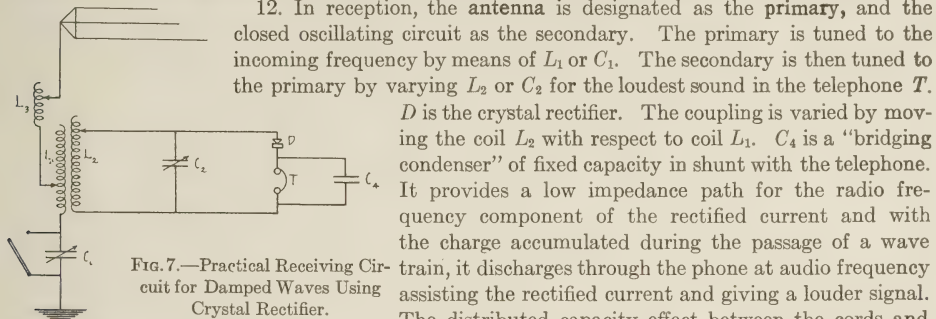 12. In reception, the antenna is designated as the primary, and the
closed oscillating circuit as the secondary. The primary is tuned to the
incoming frequency by means of L₁ or C₁. The secondary is then tuned to
the primary by varying L₂ or C₂ for the loudest sound in the telephone T.
D is the crystal rectifier. The coupling is varied by mov-
ing the coil L₂ with respect to coil L₁. C₄ is a “bridging
condenser” of fixed capacity in shunt with the telephone.
It provides a low impedance path for the radio fre-
quency component of the rectified current and with
the charge accumulated during the passage of a wave
train, it discharges through the phone at audio frequency
assisting the rectified current and giving a louder signal.
The distributed capacity effect between the cords and
L₃
L₁
L₂
C₂
D
T
C₄
C₁
FIG.7.—Practical Receiving Cir-
cuit for Damped Waves Using
Crystal Rectifier.